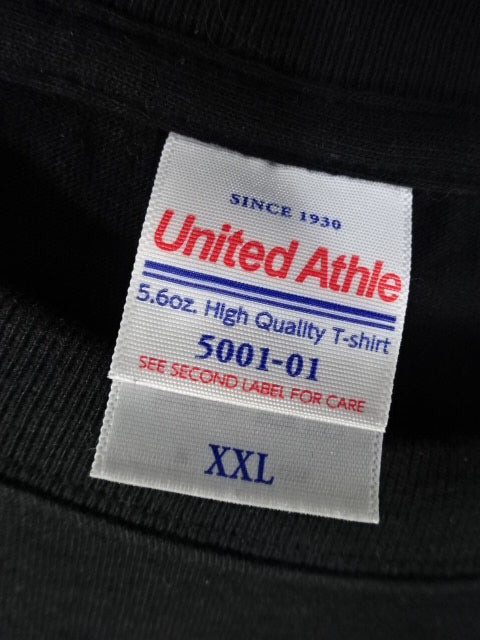 SINCE 1930
United Athle
5.6oz. High Quality T-shirt
5001-01
SEE SECOND LABEL FOR CARE
XXL